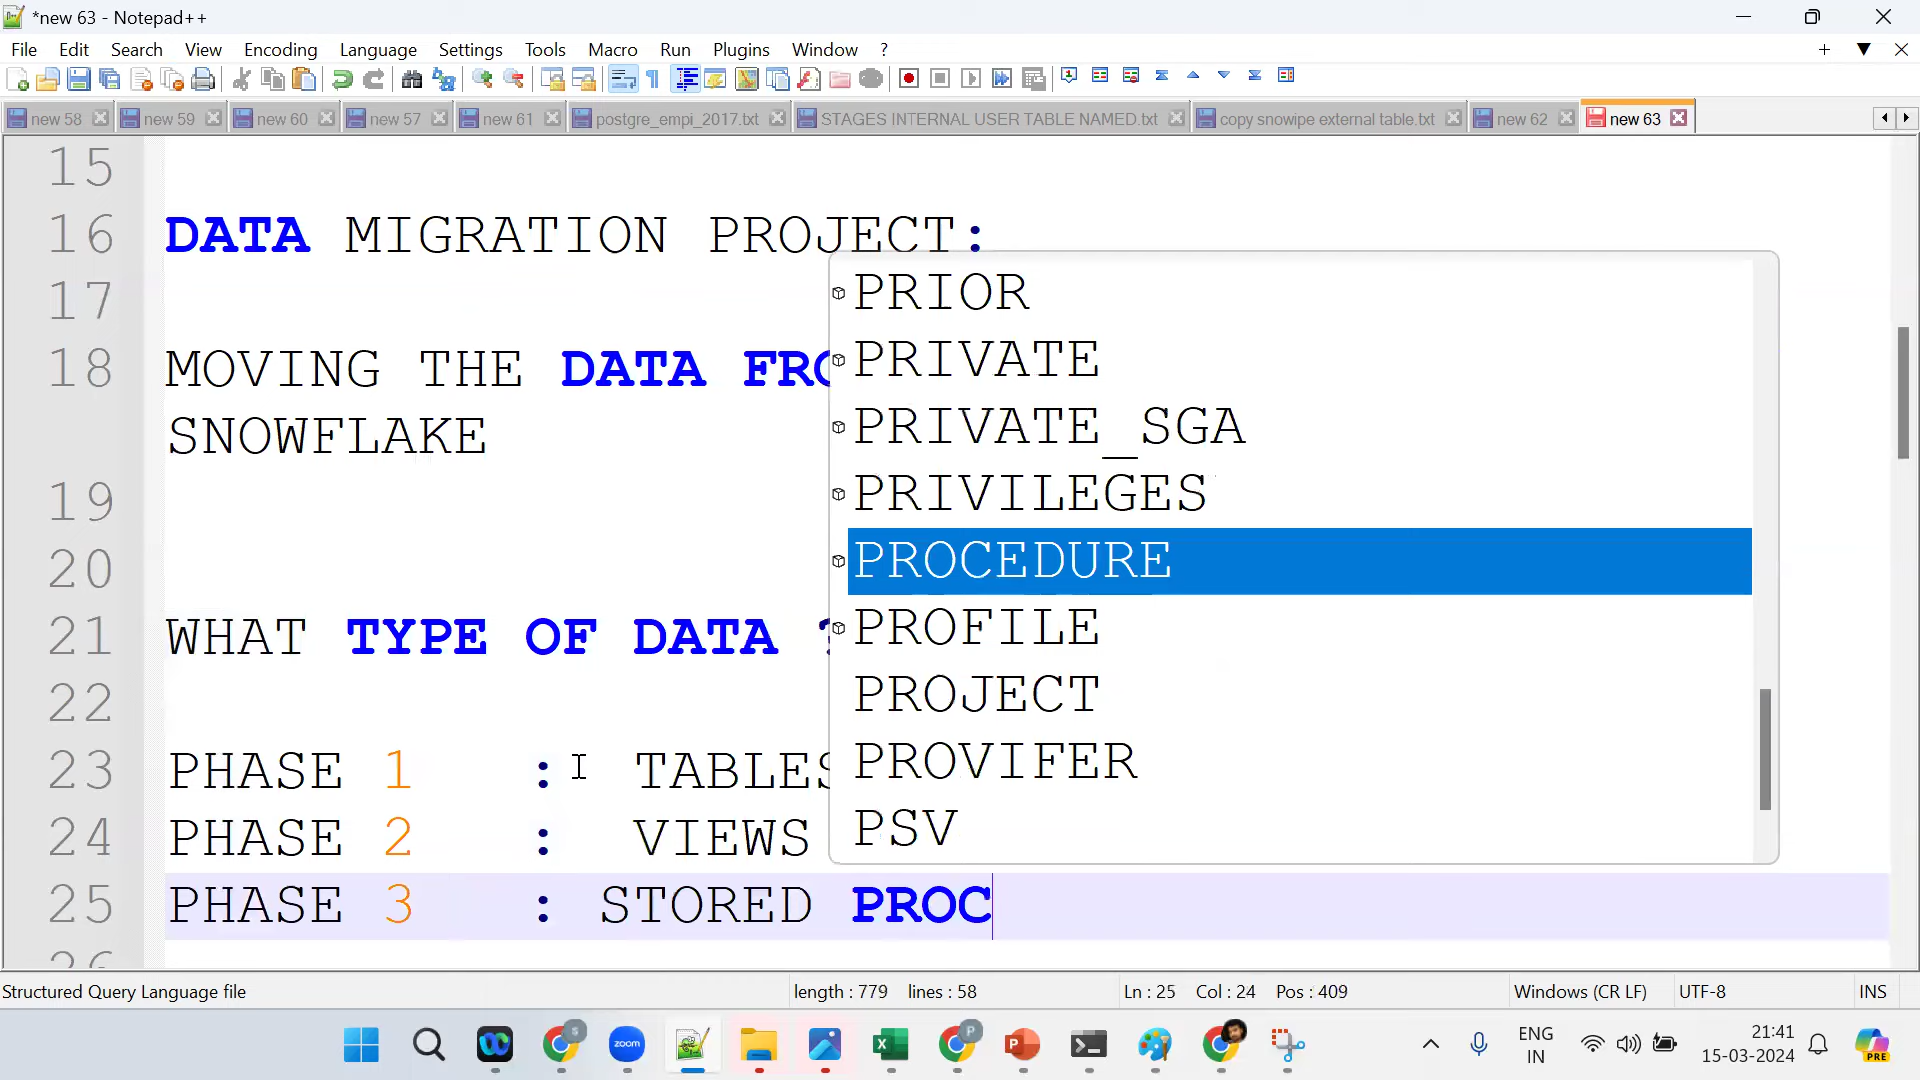 *new 63 - Notepad++
File Edit Search View Encoding Language Settings Tools Macro Run Plugins Window ?
new 58 new 59 new 60 new 57 new 61 postgre_empi_2017.txt STAGES INTERNAL USER TABLE NAMED.txt copy snowipe external table.txt new 62 new 63
15
16 DATA MIGRATION PROJECT:
17
18 MOVING THE DATA FRO
SNOWFLAKE
19
20
21 WHAT TYPE OF DATA ?
22
23 PHASE 1 : TABLES
24 PHASE 2 : VIEWS
25 PHASE 3 : STORED PROC
26
PRIOR
PRIVATE
PRIVATE_SGA
PRIVILEGES
PROCEDURE
PROFILE
PROJECT
PROVIFER
PSV
Structured Query Language file length : 779 lines : 58 Ln : 25 Col : 24 Pos : 409 Windows (CR LF) UTF-8 INS
S zoom P X P PRE
ENG
IN
21:41
15-03-2024